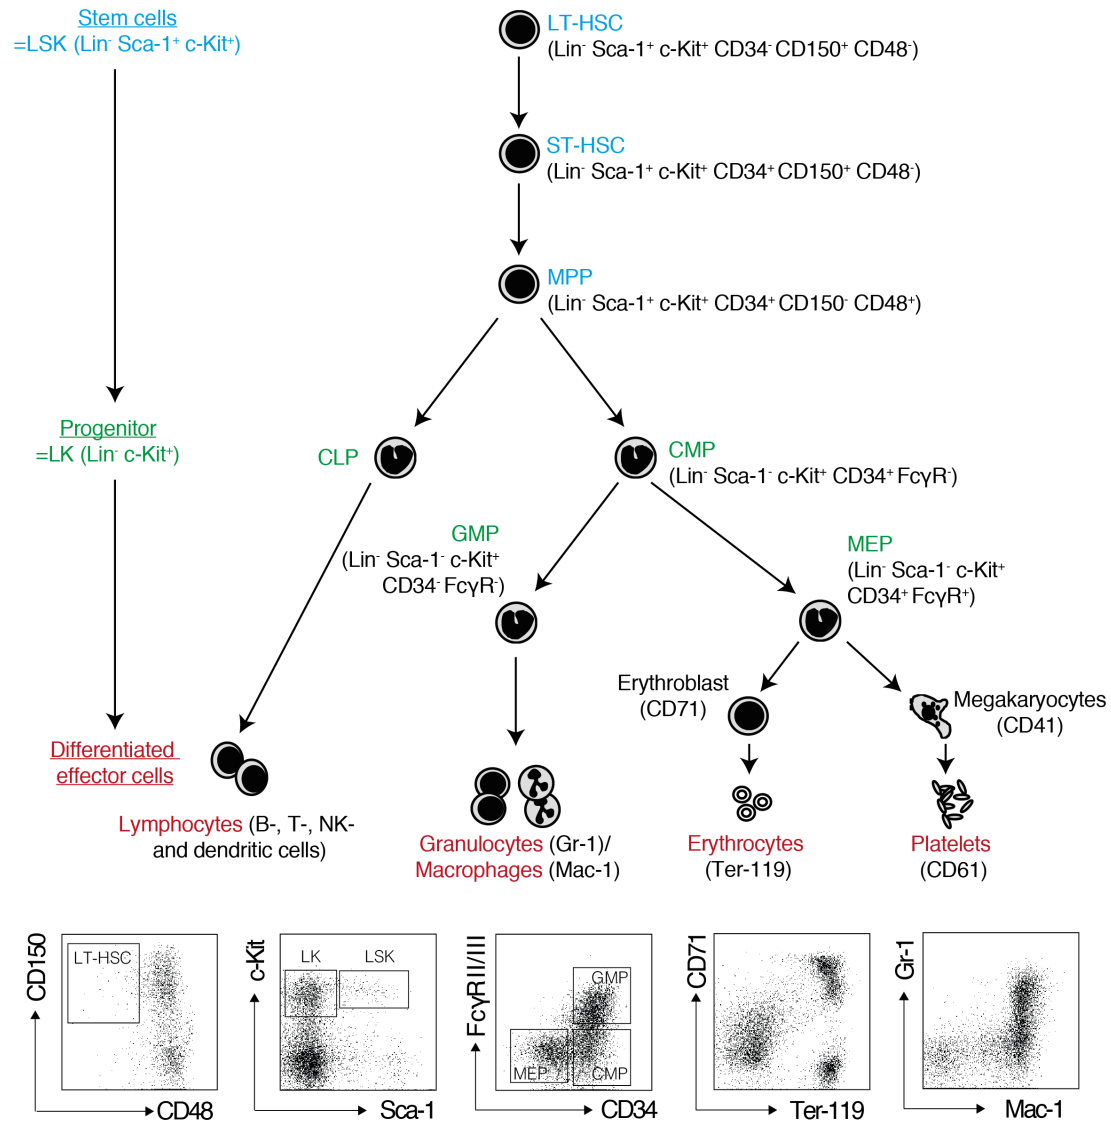 Stem cells
=LSK (Lin⁻ Sca-1⁺ c-Kit⁺)
LT-HSC
(Lin⁻ Sca-1⁺ c-Kit⁺ CD34⁻ CD150⁺ CD48⁻)
ST-HSC
(Lin⁻ Sca-1⁺ c-Kit⁺ CD34⁺ CD150⁺ CD48⁻)
MPP
(Lin⁻ Sca-1⁺ c-Kit⁺ CD34⁺ CD150⁻ CD48⁺)
Progenitor
=LK (Lin⁻ c-Kit⁺)
CLP
CMP
(Lin⁻ Sca-1⁻ c-Kit⁺ CD34⁺ FcγR⁻)
GMP
(Lin⁻ Sca-1⁻ c-Kit⁺
CD34⁻ FcγR⁻)
MEP
(Lin⁻ Sca-1⁻ c-Kit⁺
CD34⁺ FcγR⁺)
Erythroblast
(CD71)
Megakaryocytes
(CD41)
Differentiated
effector cells
Lymphocytes (B-, T-, NK-
and dendritic cells)
Granulocytes (Gr-1)/
Macrophages (Mac-1)
Erythrocytes
(Ter-119)
Platelets
(CD61)
CD150
LT-HSC
CD48
c-Kit
LK
LSK
Sca-1
FcγRII/III
GMP
MEP
CMP
CD34
CD71
Ter-119
Gr-1
Mac-1